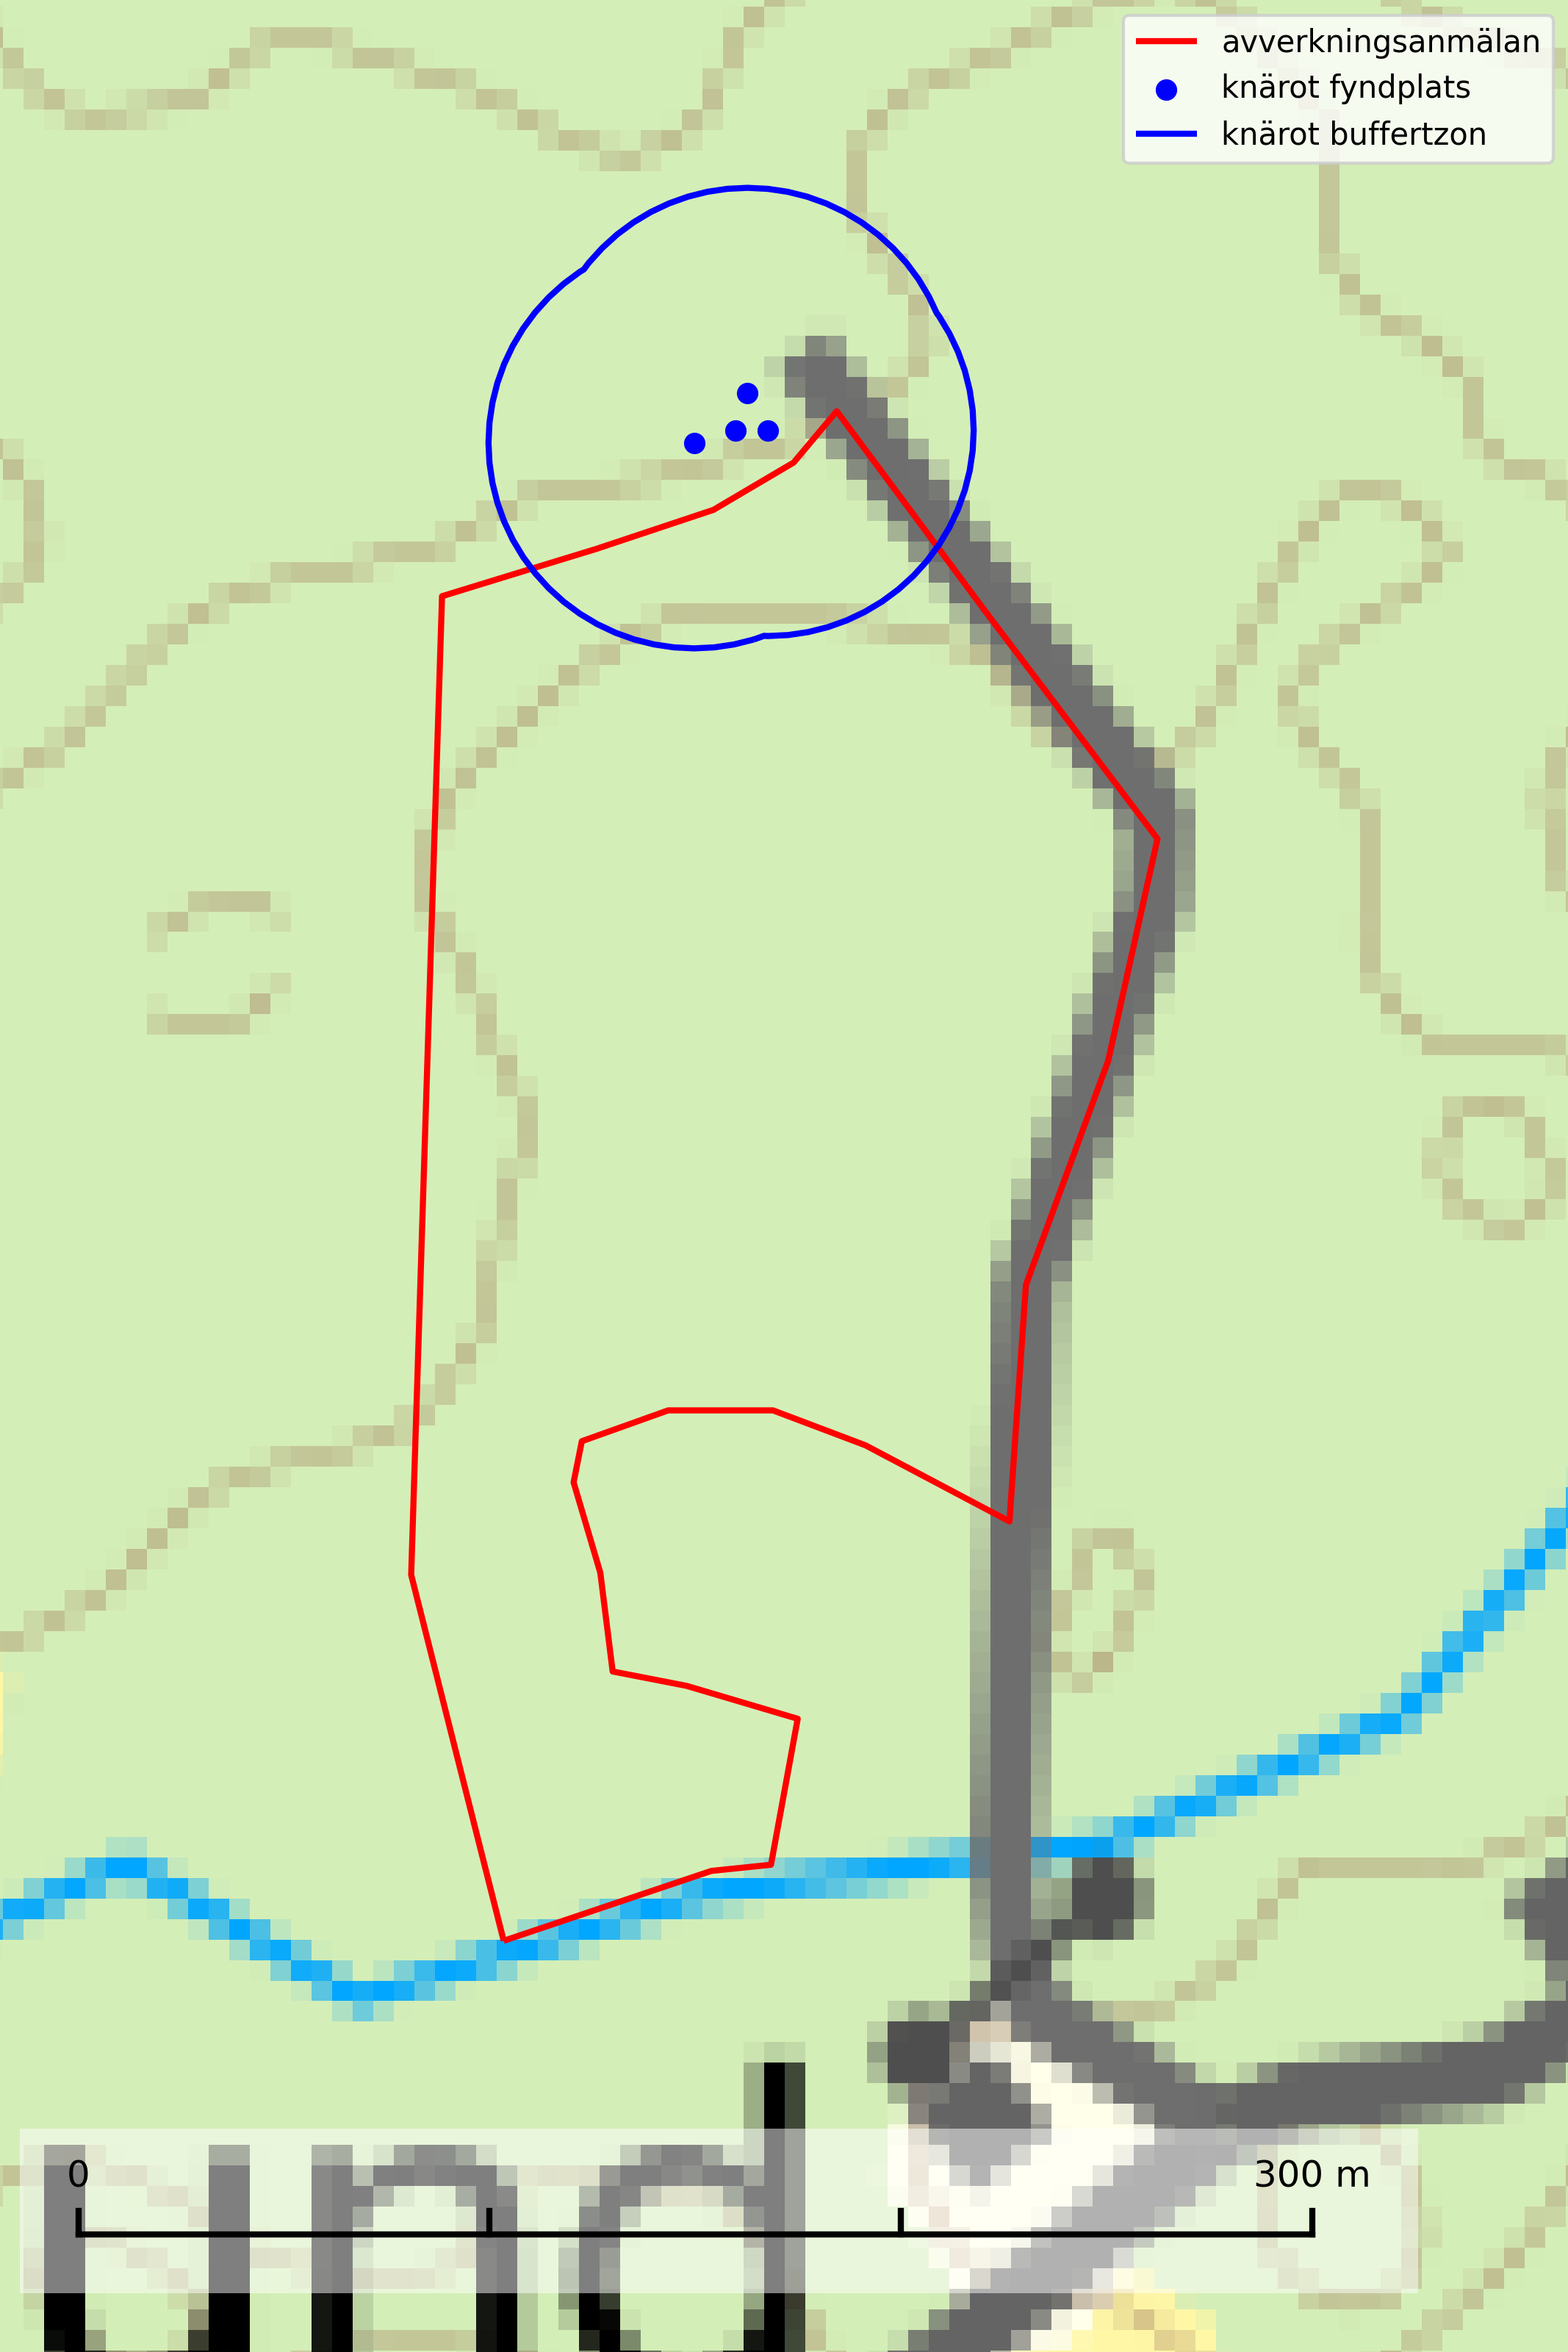 avverkningsanmälan
knärot fyndplats
knärot buffertzon
0 300 m